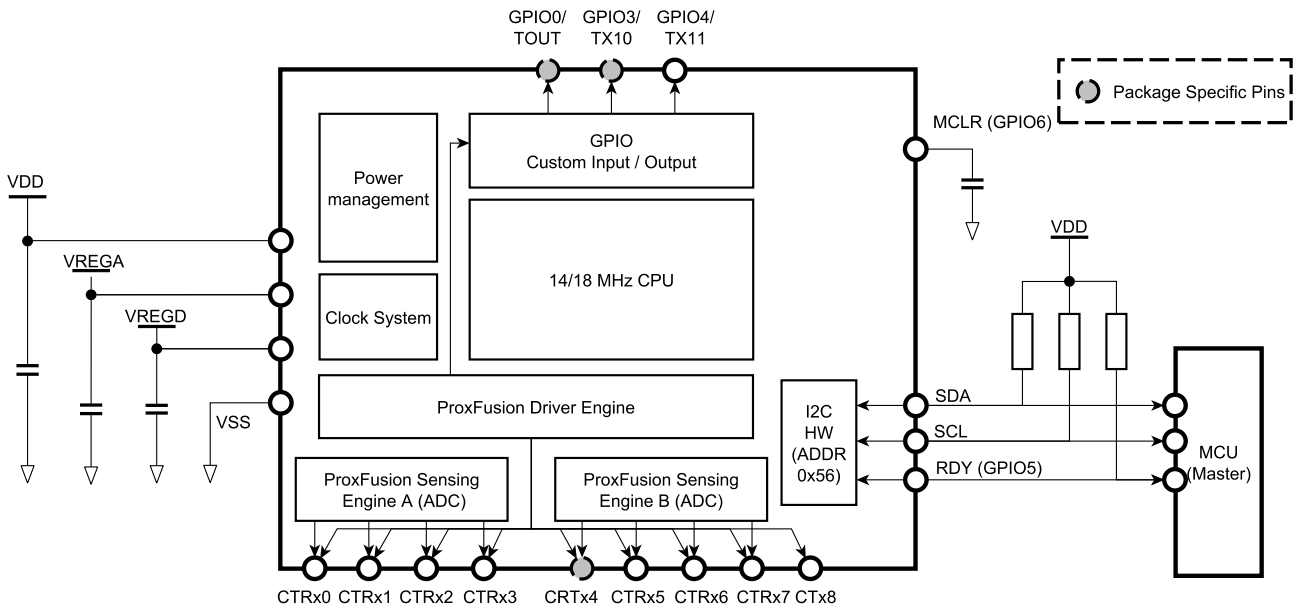 GPIO0/
TOUT
GPIO3/
TX10
GPIO4/
TX11
Package Specific Pins
MCLR (GPIO6)
GPIO
Custom Input / Output
Power
management
VDD
VREGA
VREGD
VSS
14/18 MHz CPU
Clock System
VDD
ProxFusion Driver Engine
I2C
HW
(ADDR
0x56)
SDA
SCL
RDY (GPIO5)
MCU
(Master)
ProxFusion Sensing
Engine A (ADC)
ProxFusion Sensing
Engine B (ADC)
CTRx0
CTRx1
CTRx2
CTRx3
CRTx4
CTRx5
CTRx6
CTRx7
CTx8